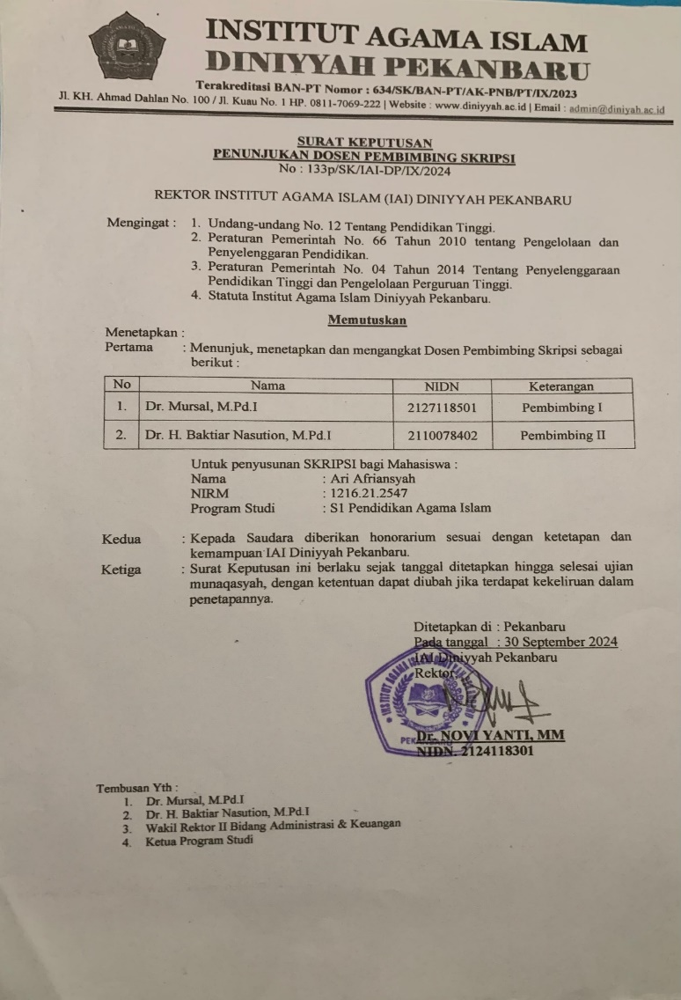 INSTITUT AGAMA ISLAM
DINIYYAH PEKANBARU
Terakreditasi BAN-PT Nomor : 634/SK/BAN-PT/AK-PNB/PT/IX/2023
Jl. KH. Ahmad Dahlan No. 100 / Jl. Kuau No. 1 HP. 0811-7069-222 | Website : www.diniyyah.ac.id | Email : admin@diniyah.ac.id
SURAT KEPUTUSAN
PENUNJUKAN DOSEN PEMBIMBING SKRIPSI
No : 133p/SK/IAI-DP/IX/2024
REKTOR INSTITUT AGAMA ISLAM (IAI) DINIYYAH PEKANBARU
Mengingat : 1. Undang-undang No. 12 Tentang Pendidikan Tinggi.
2. Peraturan Pemerintah No. 66 Tahun 2010 tentang Pengelolaan dan
Penyelenggaran Pendidikan.
3. Peraturan Pemerintah No. 04 Tahun 2014 Tentang Penyelenggaraan
Pendidikan Tinggi dan Pengelolaan Perguruan Tinggi.
4. Statuta Institut Agama Islam Diniyyah Pekanbaru.
Memutuskan
Menetapkan :
Pertama : Menunjuk, menetapkan dan mengangkat Dosen Pembimbing Skripsi sebagai
berikut :
No Nama NIDN Keterangan
1. Dr. Mursal, M.Pd.I 2127118501 Pembimbing I
2. Dr. H. Baktiar Nasution, M.Pd.I 2110078402 Pembimbing II
Untuk penyusunan SKRIPSI bagi Mahasiswa :
Nama : Ari Afriansyah
NIRM : 1216.21.2547
Program Studi : S1 Pendidikan Agama Islam
Kedua : Kepada Saudara diberikan honorarium sesuai dengan ketetapan dan
kemampuan IAI Diniyyah Pekanbaru.
Ketiga : Surat Keputusan ini berlaku sejak tanggal ditetapkan hingga selesai ujian
munaqasyah, dengan ketentuan dapat diubah jika terdapat kekeliruan dalam
penetapannya.
Ditetapkan di : Pekanbaru
Pada tanggal : 30 September 2024
IAI Diniyyah Pekanbaru
Rektor,
Dr. NOVI YANTI, MM
NIDN. 2124118301
Tembusan Yth :
1. Dr. Mursal, M.Pd.I
2. Dr. H. Baktiar Nasution, M.Pd.I
3. Wakil Rektor II Bidang Administrasi & Keuangan
4. Ketua Program Studi